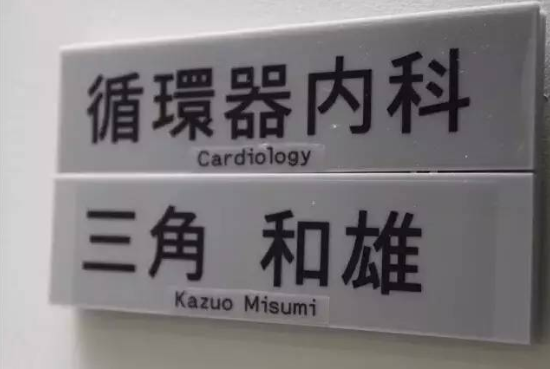 循環器内科
Cardiology
三角 和雄
Kazuo Misumi